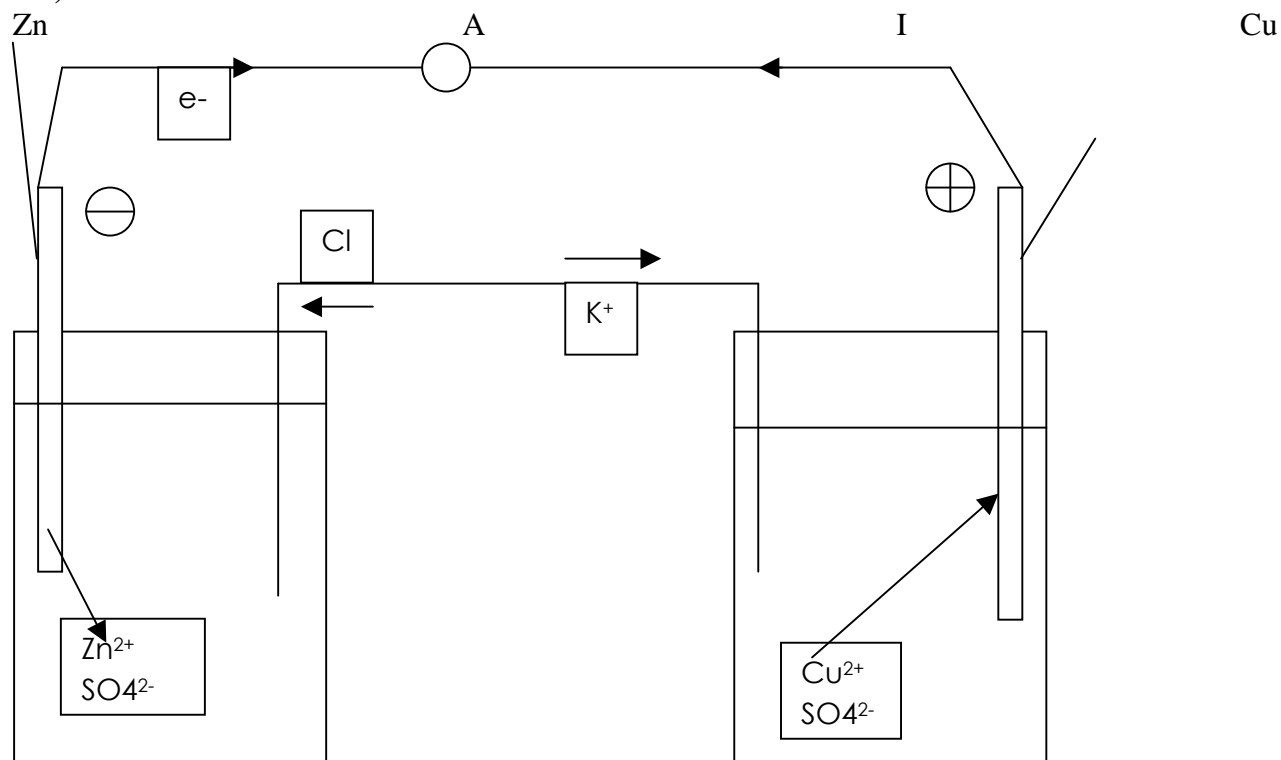 Zn A I Cu
e-
Cl
K⁺
Zn²⁺
SO4²⁻
Cu²⁺
SO4²⁻